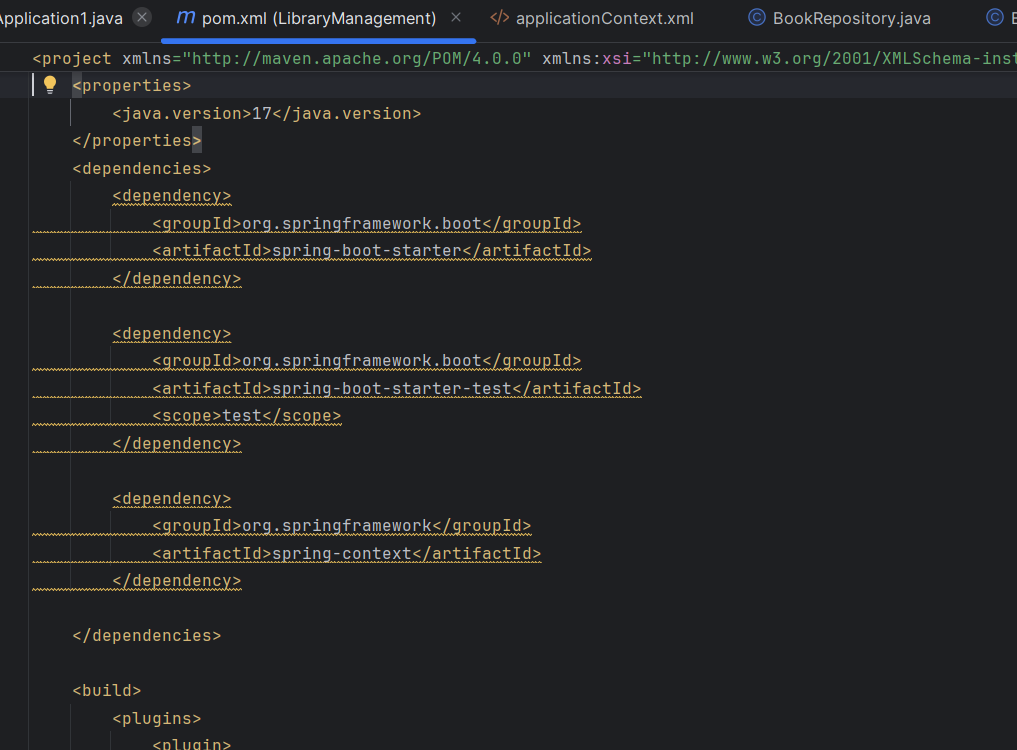 Application1.java pom.xml (LibraryManagement) applicationContext.xml BookRepository.java
<project xmlns="http://maven.apache.org/POM/4.0.0" xmlns:xsi="http://www.w3.org/2001/XMLSchema-inst
<properties>
<java.version>17</java.version>
</properties>
<dependencies>
<dependency>
<groupId>org.springframework.boot</groupId>
<artifactId>spring-boot-starter</artifactId>
</dependency>
<dependency>
<groupId>org.springframework.boot</groupId>
<artifactId>spring-boot-starter-test</artifactId>
<scope>test</scope>
</dependency>
<dependency>
<groupId>org.springframework</groupId>
<artifactId>spring-context</artifactId>
</dependency>
</dependencies>
<build>
<plugins>
<plugin>